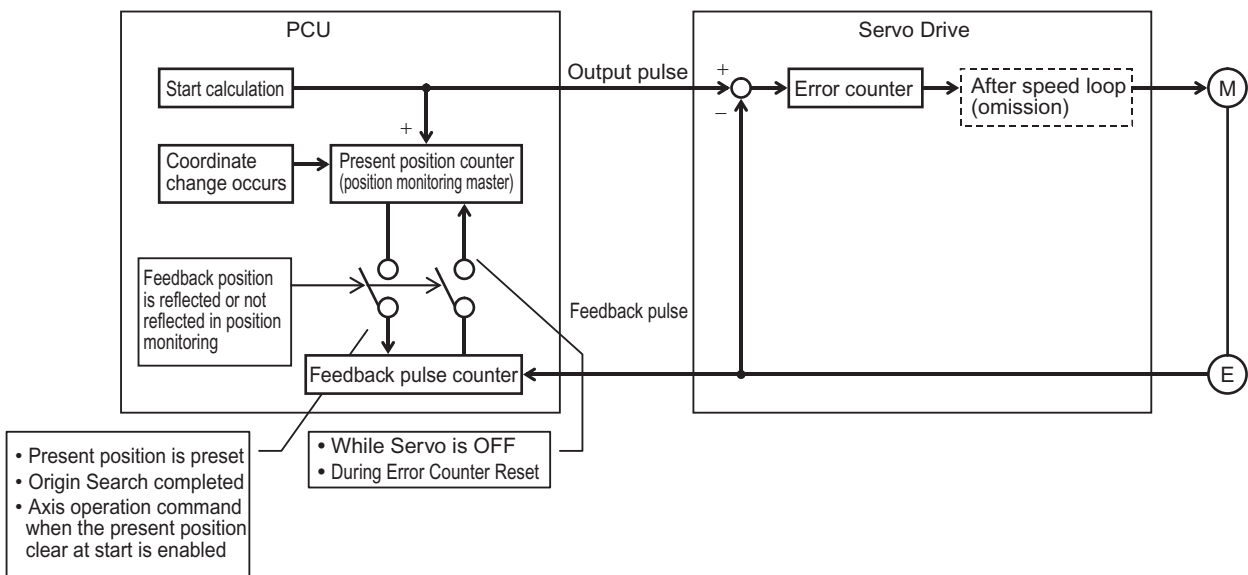 PCU
Servo Drive
Start calculation
Output pulse
+
−
Error counter
After speed loop
(omission)
M
+
Coordinate
change occurs
Present position counter
(position monitoring master)
Feedback position
is reflected or not
reflected in position
monitoring
Feedback pulse
Feedback pulse counter
E
• Present position is preset
• Origin Search completed
• Axis operation command
when the present position
clear at start is enabled
• While Servo is OFF
• During Error Counter Reset